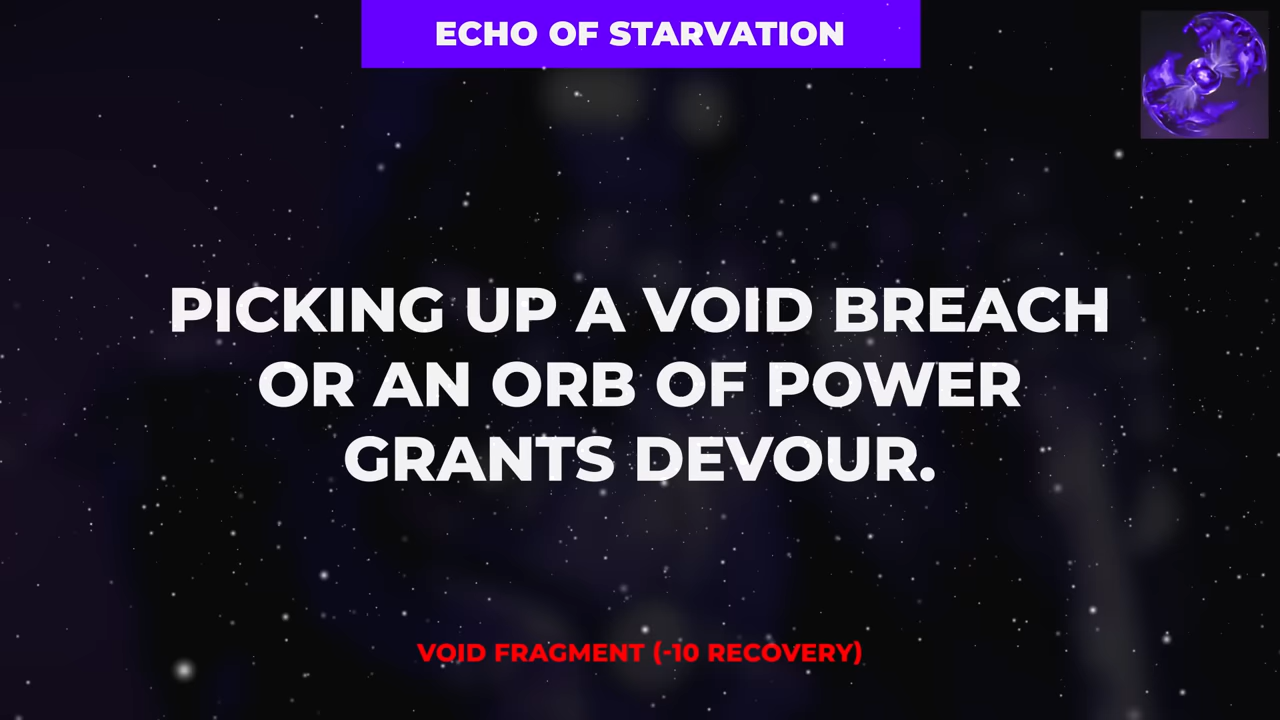 ECHO OF STARVATION
PICKING UP A VOID BREACH
OR AN ORB OF POWER
GRANTS DEVOUR.
VOID FRAGMENT (-10 RECOVERY)